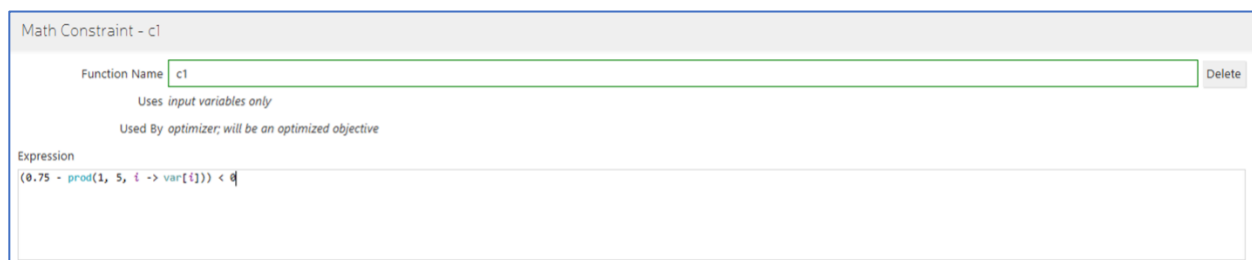 Math Constraint - c1
Function Name c1 Delete
Uses input variables only
Used By optimizer; will be an optimized objective
Expression
(0.75 - prod(1, 5, i -> var[i])) < 0